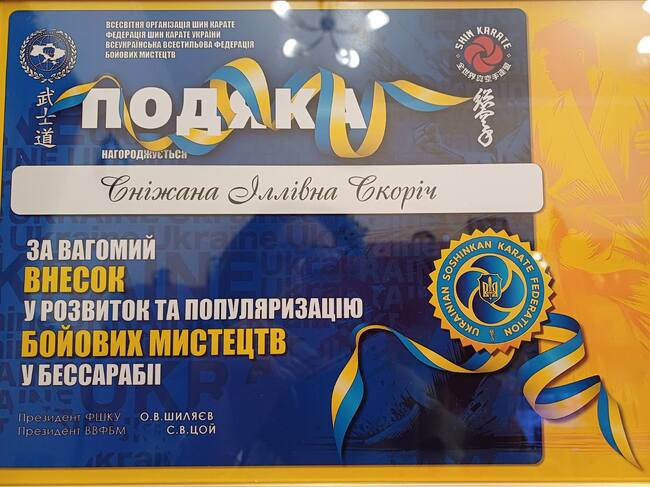 ВСЕСВІТНЯ ОРГАНІЗАЦІЯ ШИН КАРАТЕ
ФЕДЕРАЦІЯ ШИН КАРАТЕ УКРАЇНИ
ВСЕУКРАЇНСЬКА ВСЕСТИЛЬОВА ФЕДЕРАЦІЯ
БОЙОВИХ МИСТЕЦТВ
SHIN KARATE
武士道
ПОДЯКА
НАГОРОДЖУЄТЬСЯ
Сніжана Іллівна Скоріч
ЗА ВАГОМИЙ
ВНЕСОК
У РОЗВИТОК ТА ПОПУЛЯРИЗАЦІЮ
БОЙОВИХ МИСТЕЦТВ
У БЕССАРАБІЇ
UKRAINIAN SOSHINKAN KARATE FEDERATION
Президент ФШКУ О.В.ШИЛЯЄВ
Президент ВВФБМ С.В.ЦОЙ